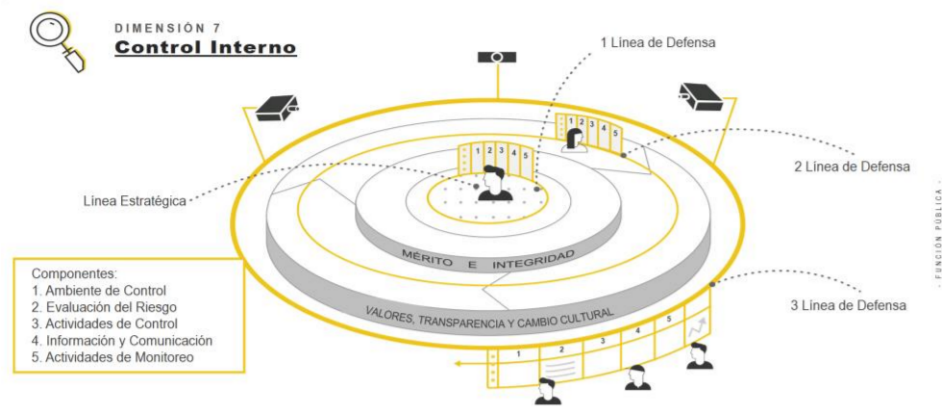 DIMENSIÓN 7
Control Interno
1 Línea de Defensa
1 2 3 4 5
1 2 3 4 5
2 Línea de Defensa
Línea Estratégica
MÉRITO E INTEGRIDAD
VALORES, TRANSPARENCIA Y CAMBIO CULTURAL
3 Línea de Defensa
1 2 3 4 5
Componentes:
1. Ambiente de Control
2. Evaluación del Riesgo
3. Actividades de Control
4. Información y Comunicación
5. Actividades de Monitoreo
- FUNCIÓN PÚBLICA -